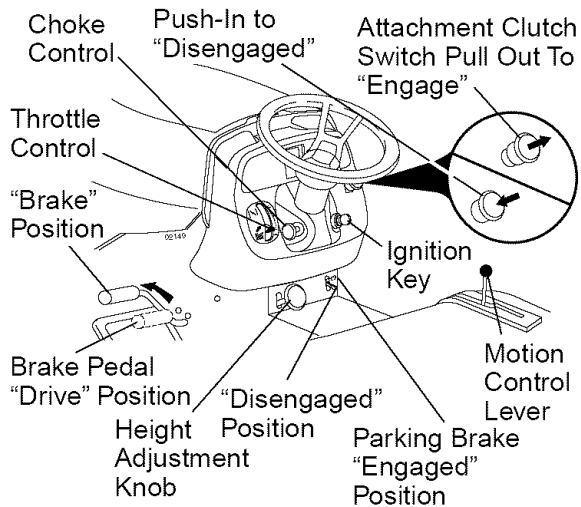 Choke
Control
Push-In to
“Disengaged”
Attachment Clutch
Switch Pull Out To
“Engage”
Throttle
Control
“Brake”
Position
02149
Ignition
Key
Brake Pedal
“Drive” Position
Height
Adjustment
Knob
“Disengaged”
Position
Parking Brake
“Engaged”
Position
Motion
Control
Lever